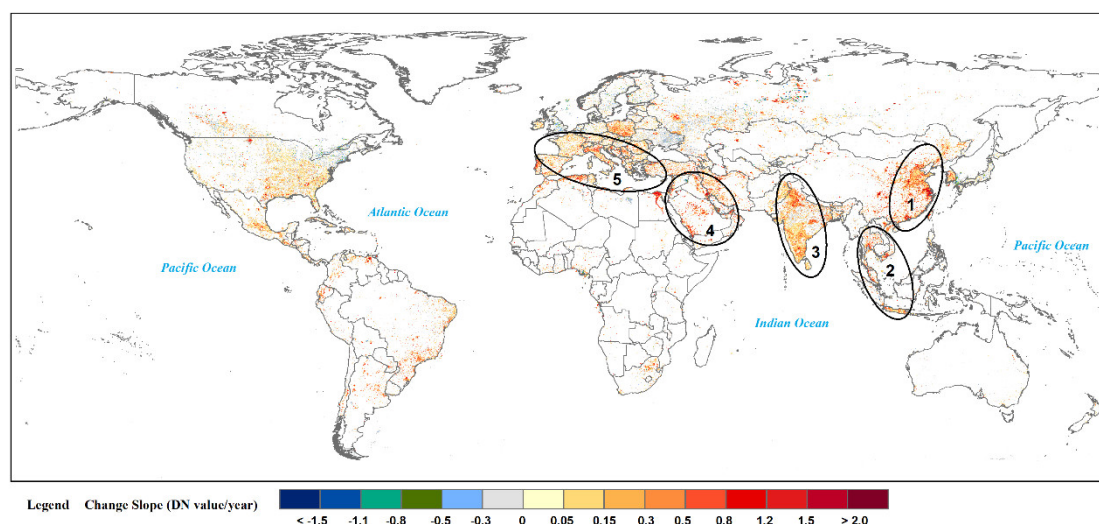 5
1
Atlantic Ocean
4
Pacific Ocean
3
2
Pacific Ocean
Indian Ocean
Legend Change Slope (DN value/year)
< -1.5 -1.1 -0.8 -0.5 -0.3 0 0.05 0.15 0.3 0.5 0.8 1.2 1.5 > 2.0